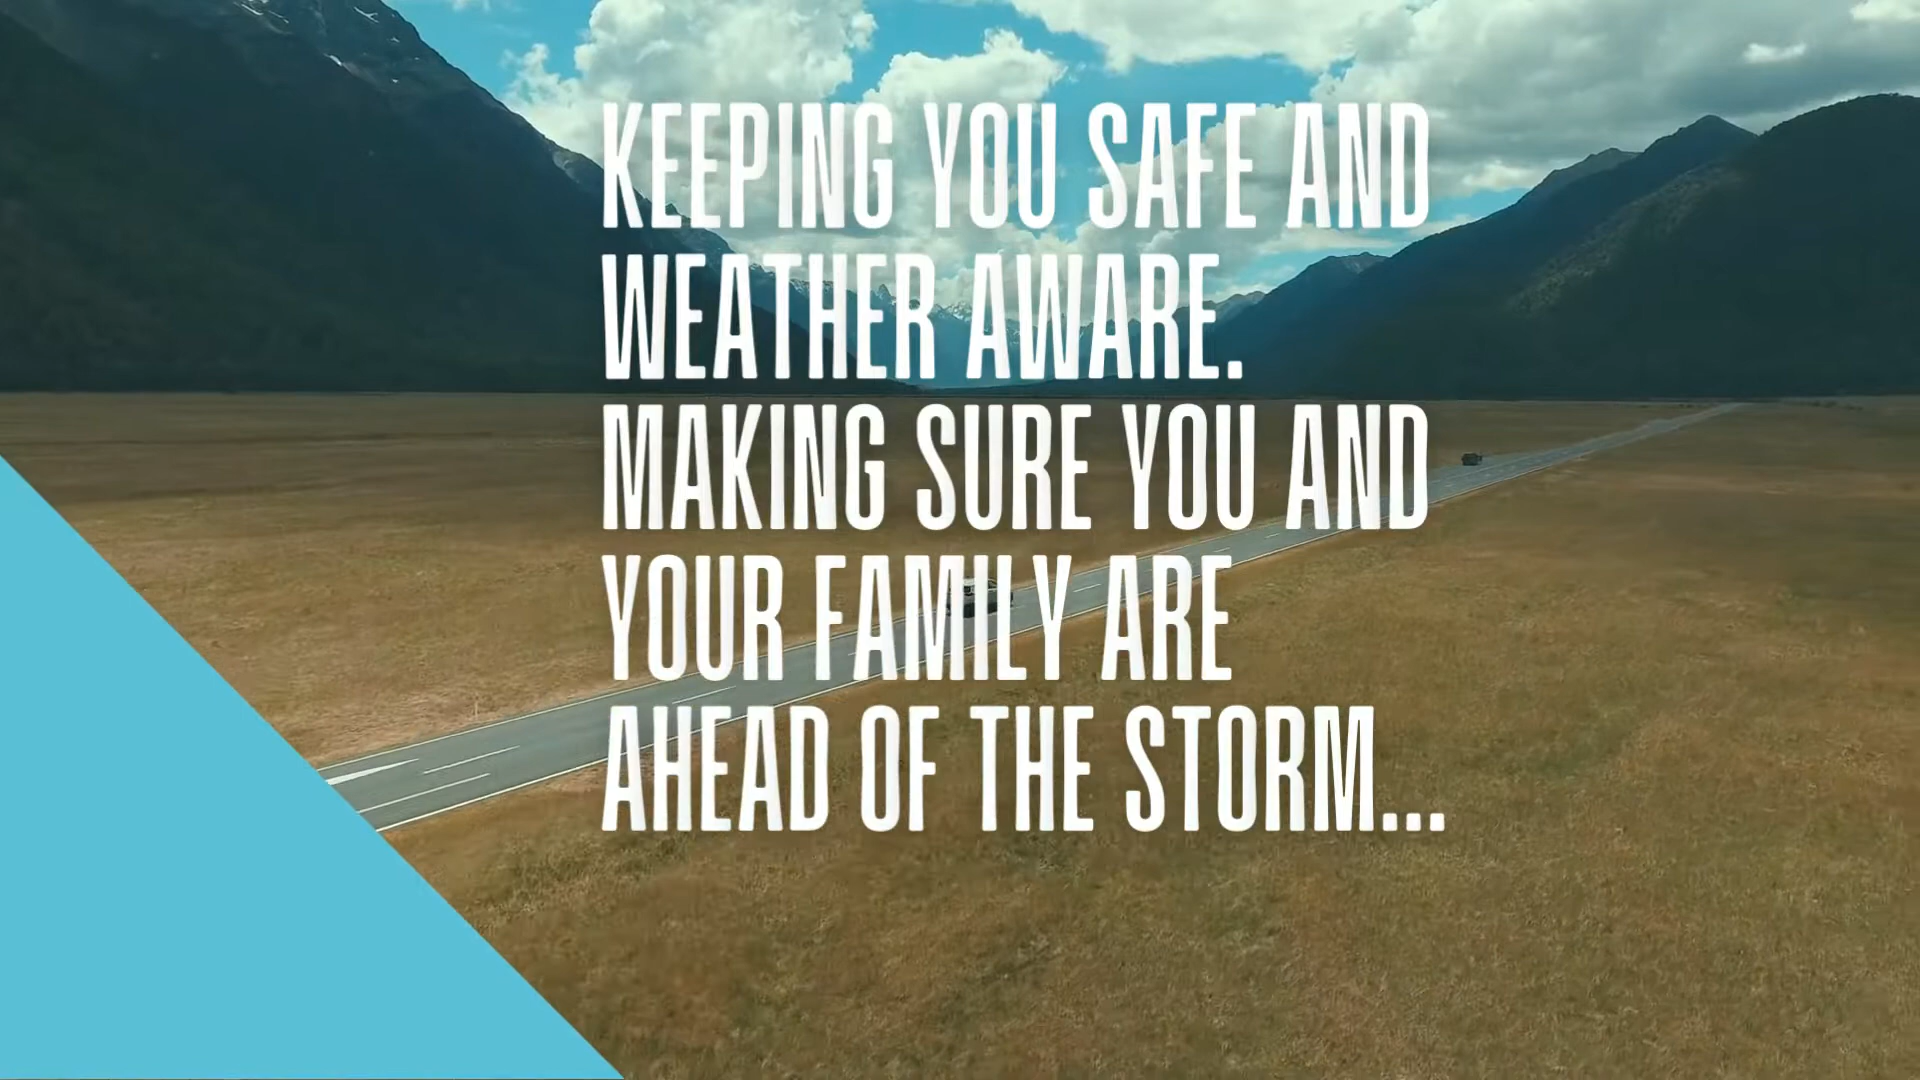 KEEPING YOU SAFE AND
WEATHER AWARE.
MAKING SURE YOU AND
YOUR FAMILY ARE
AHEAD OF THE STORM...